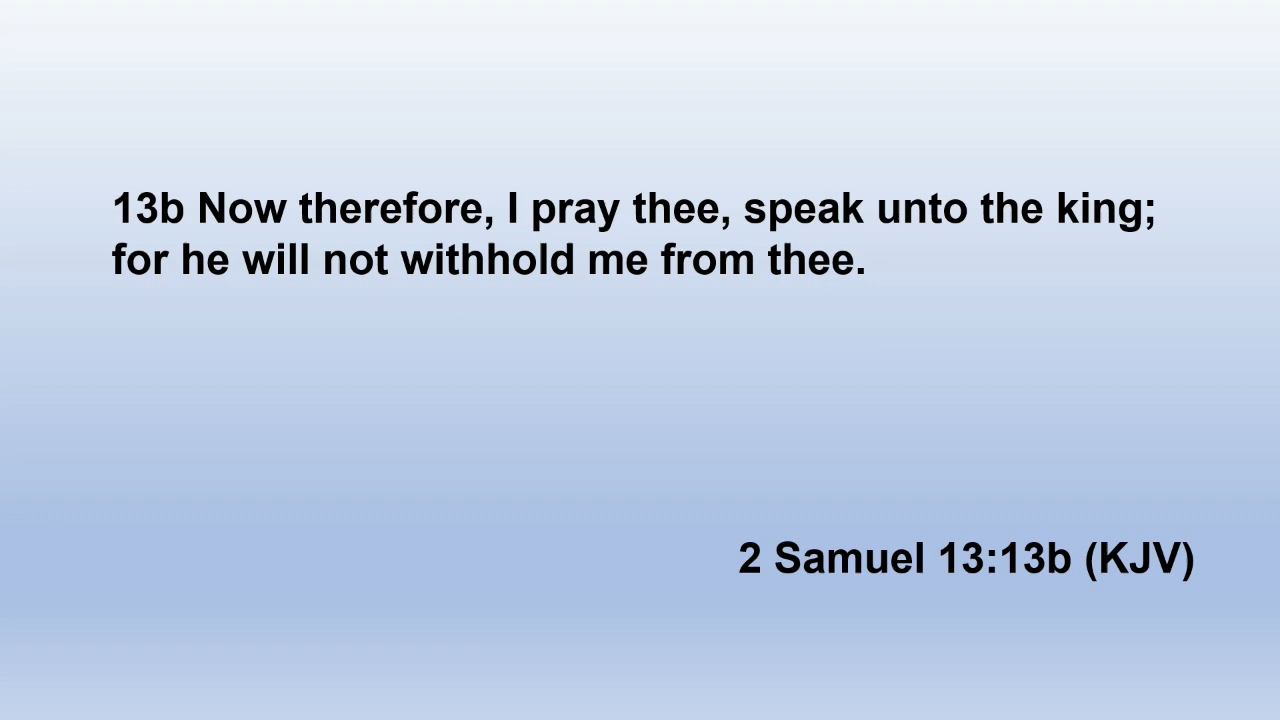 13b Now therefore, I pray thee, speak unto the king;
for he will not withhold me from thee.
2 Samuel 13:13b (KJV)